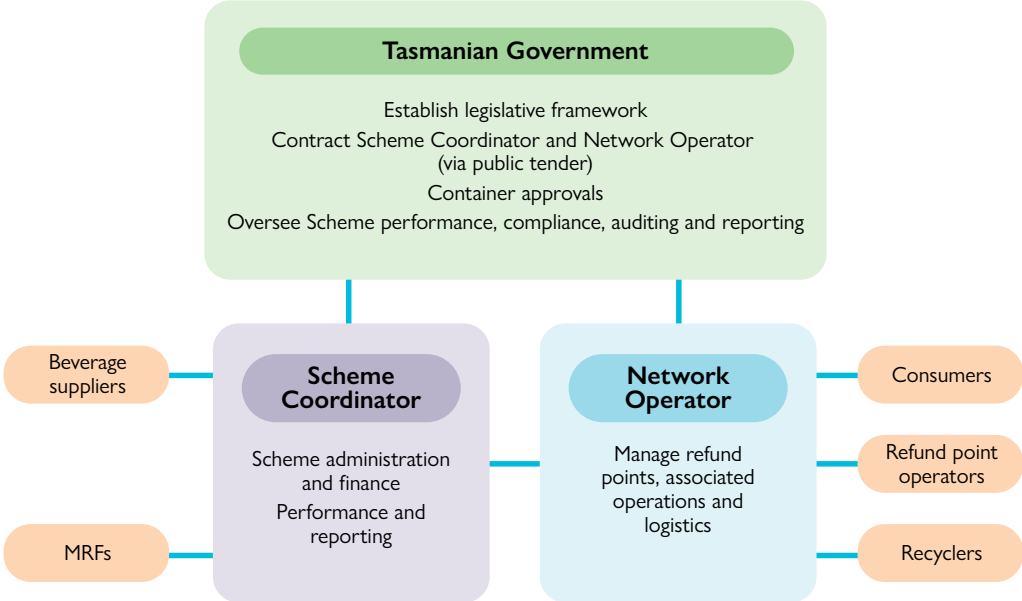 Tasmanian Government
Establish legislative framework
Contract Scheme Coordinator and Network Operator
(via public tender)
Container approvals
Oversee Scheme performance, compliance, auditing and reporting
Beverage
suppliers
MRFs
Scheme
Coordinator
Scheme administration
and finance
Performance and
reporting
Network
Operator
Manage refund
points, associated
operations and
logistics
Consumers
Refund point
operators
Recyclers